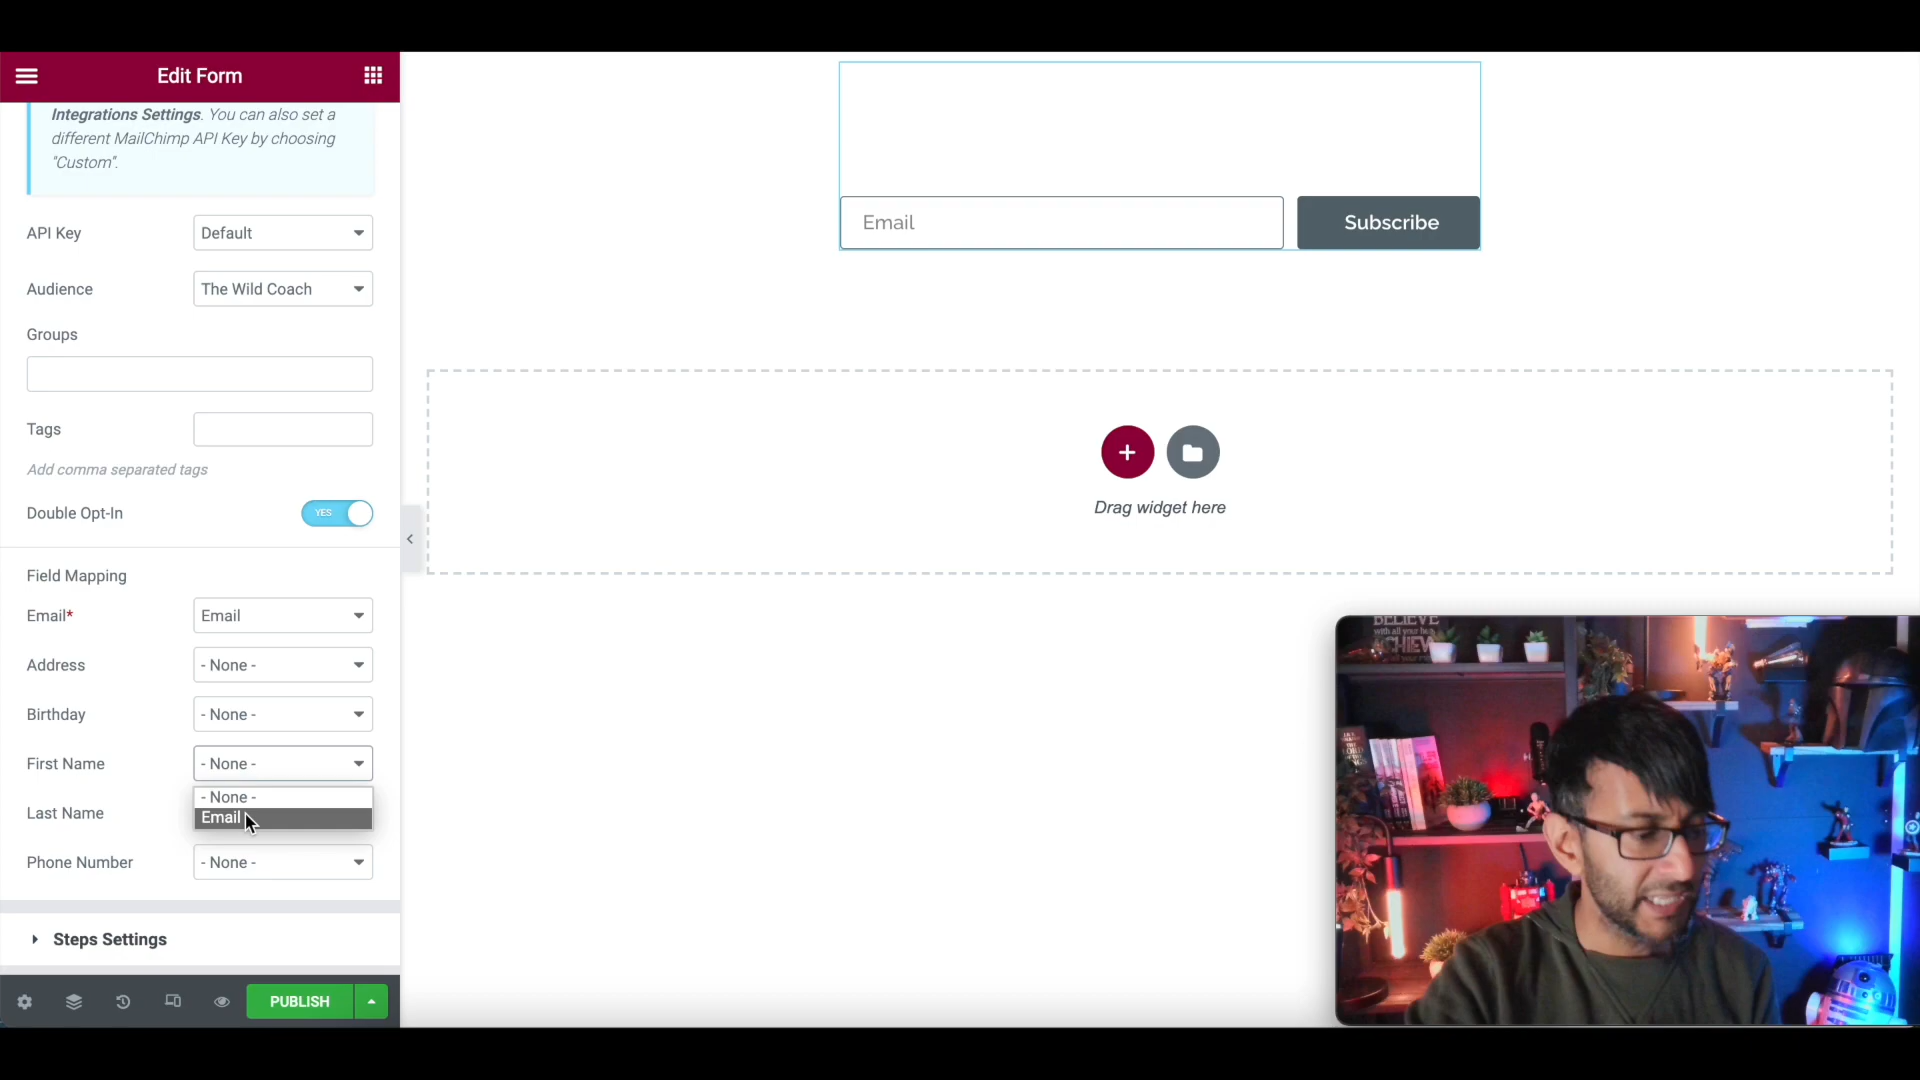 Edit Form
Integrations Settings. You can also set a
different MailChimp API Key by choosing
"Custom".
API Key
Default
Audience
The Wild Coach
Groups
Tags
Add comma separated tags
Double Opt-In
YES
Field Mapping
Email*
Email
Address
- None -
Birthday
- None -
First Name
- None -
- None -
Email
Last Name
Phone Number
- None -
Steps Settings
PUBLISH
Email
Subscribe
Drag widget here
BELIEVE
with all your